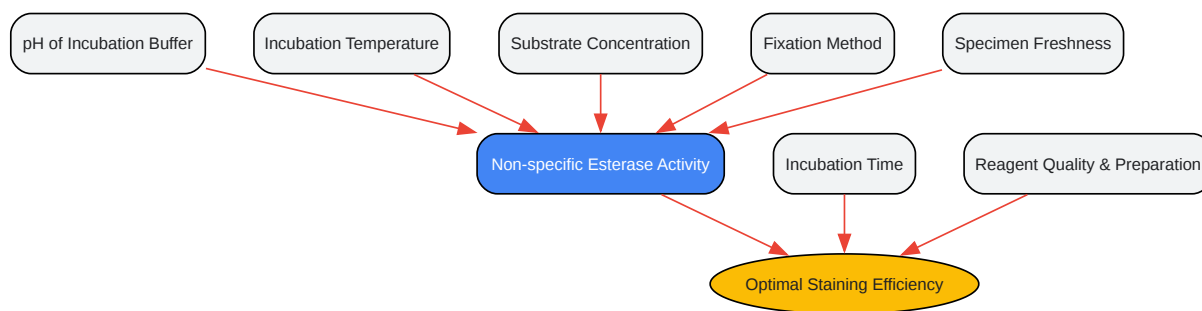 pH of Incubation Buffer
Incubation Temperature
Substrate Concentration
Fixation Method
Specimen Freshness
Non-specific Esterase Activity
Incubation Time
Reagent Quality & Preparation
Optimal Staining Efficiency